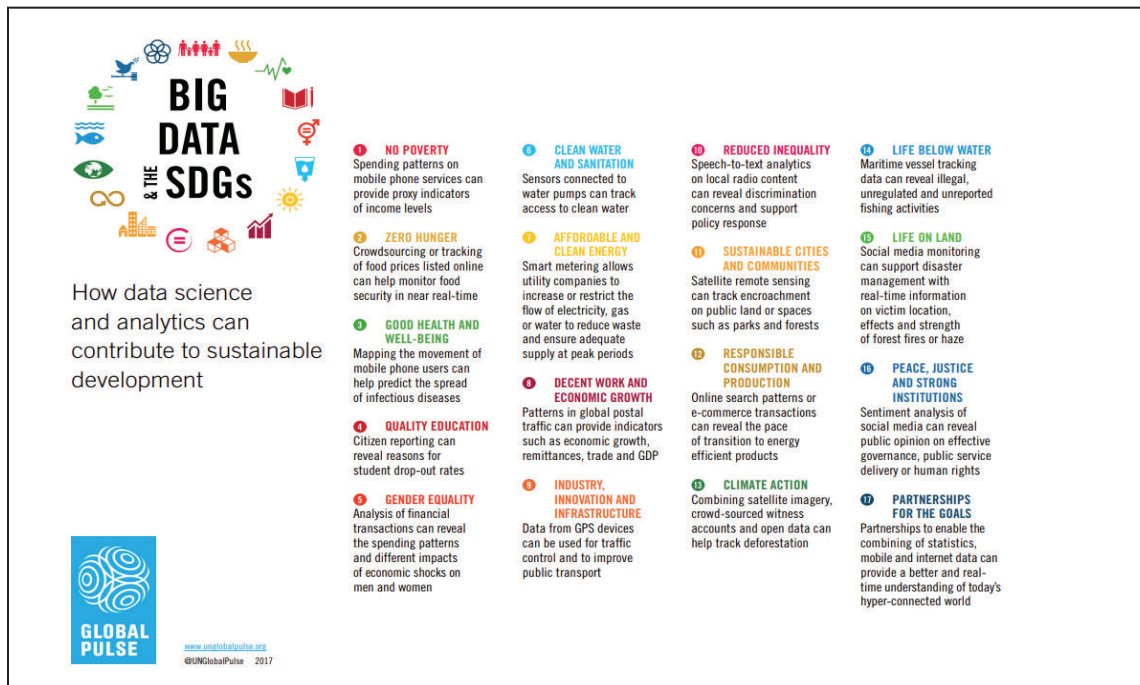 BIG
DATA
& THE
SDGs
How data science
and analytics can
contribute to sustainable
development
1 NO POVERTY
Spending patterns on
mobile phone services can
provide proxy indicators
of income levels
2 ZERO HUNGER
Crowdsourcing or tracking
of food prices listed online
can help monitor food
security in near real-time
3 GOOD HEALTH AND
WELL-BEING
Mapping the movement of
mobile phone users can
help predict the spread
of infectious diseases
4 QUALITY EDUCATION
Citizen reporting can
reveal reasons for
student drop-out rates
5 GENDER EQUALITY
Analysis of financial
transactions can reveal
the spending patterns
and different impacts
of economic shocks on
men and women
6 CLEAN WATER
AND SANITATION
Sensors connected to
water pumps can track
access to clean water
7 AFFORDABLE AND
CLEAN ENERGY
Smart metering allows
utility companies to
increase or restrict the
flow of electricity, gas
or water to reduce waste
and ensure adequate
supply at peak periods
8 DECENT WORK AND
ECONOMIC GROWTH
Patterns in global postal
traffic can provide indicators
such as economic growth,
remittances, trade and GDP
9 INDUSTRY,
INNOVATION AND
INFRASTRUCTURE
Data from GPS devices
can be used for traffic
control and to improve
public transport
10 REDUCED INEQUALITY
Speech-to-text analytics
on local radio content
can reveal discrimination
concerns and support
policy response
11 SUSTAINABLE CITIES
AND COMMUNITIES
Satellite remote sensing
can track encroachment
on public land or spaces
such as parks and forests
12 RESPONSIBLE
CONSUMPTION AND
PRODUCTION
Online search patterns or
e-commerce transactions
can reveal the pace
of transition to energy
efficient products
13 CLIMATE ACTION
Combining satellite imagery,
crowd-sourced witness
accounts and open data can
help track deforestation
14 LIFE BELOW WATER
Maritime vessel tracking
data can reveal illegal,
unregulated and unreported
fishing activities
15 LIFE ON LAND
Social media monitoring
can support disaster
management with
real-time information
on victim location,
effects and strength
of forest fires or haze
16 PEACE, JUSTICE
AND STRONG
INSTITUTIONS
Sentiment analysis of
social media can reveal
public opinion on effective
governance, public service
delivery or human rights
17 PARTNERSHIPS
FOR THE GOALS
Partnerships to enable the
combining of statistics,
mobile and internet data can
provide a better and real-
time understanding of today's
hyper-connected world
GLOBAL
PULSE
www.unglobalpulse.org
@UNGlobalPulse 2017